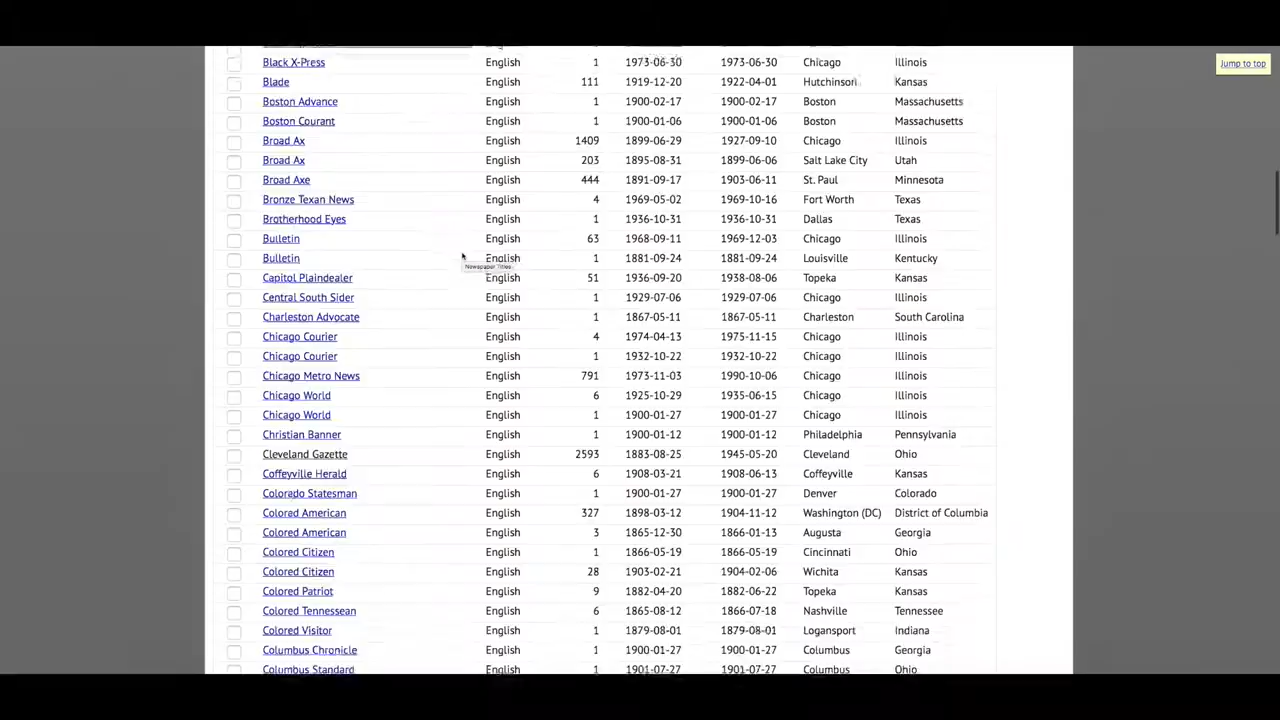 Jump to top
Black X-Press English 1 1973-06-30 1973-06-30 Chicago Illinois
Blade English 111 1919-12-20 1922-04-01 Hutchinson Kansas
Boston Advance English 1 1900-02-17 1900-02-17 Boston Massachusetts
Boston Courant English 1 1900-01-06 1900-01-06 Boston Massachusetts
Broad Ax English 1409 1899-07-29 1927-09-10 Chicago Illinois
Broad Ax English 203 1895-08-31 1899-06-06 Salt Lake City Utah
Broad Axe English 444 1891-09-17 1903-06-11 St. Paul Minnesota
Bronze Texan News English 4 1969-05-02 1969-10-16 Fort Worth Texas
Brotherhood Eyes English 1 1936-10-31 1936-10-31 Dallas Texas
Bulletin English 63 1968-09-11 1969-12-03 Chicago Illinois
Bulletin English 1 1881-09-24 1881-09-24 Louisville Kentucky
Newspaper Titles
Capitol Plaindealer English 51 1936-09-20 1938-08-06 Topeka Kansas
Central South Sider English 1 1929-07-06 1929-07-06 Chicago Illinois
Charleston Advocate English 1 1867-05-11 1867-05-11 Charleston South Carolina
Chicago Courier English 4 1974-04-13 1975-11-15 Chicago Illinois
Chicago Courier English 1 1932-10-22 1932-10-22 Chicago Illinois
Chicago Metro News English 791 1973-11-03 1990-10-06 Chicago Illinois
Chicago World English 6 1925-10-29 1935-06-15 Chicago Illinois
Chicago World English 1 1900-01-27 1900-01-27 Chicago Illinois
Christian Banner English 1 1900-01-12 1900-01-12 Philadelphia Pennsylvania
Cleveland Gazette English 2593 1883-08-25 1945-05-20 Cleveland Ohio
Coffeyville Herald English 6 1908-03-21 1908-06-13 Coffeyville Kansas
Colorado Statesman English 1 1900-01-27 1900-01-27 Denver Colorado
Colored American English 327 1898-03-12 1904-11-12 Washington (DC) District of Columbia
Colored American English 3 1865-12-30 1866-01-13 Augusta Georgia
Colored Citizen English 1 1866-05-19 1866-05-19 Cincinnati Ohio
Colored Citizen English 28 1903-02-21 1904-02-06 Wichita Kansas
Colored Patriot English 9 1882-04-20 1882-06-22 Topeka Kansas
Colored Tennessean English 6 1865-08-12 1866-07-18 Nashville Tennessee
Colored Visitor English 1 1879-08-01 1879-08-01 Logansport Indiana
Columbus Chronicle English 1 1900-01-27 1900-01-27 Columbus Georgia
Columbus Standard English 1 1901-07-27 1901-07-27 Columbus Ohio